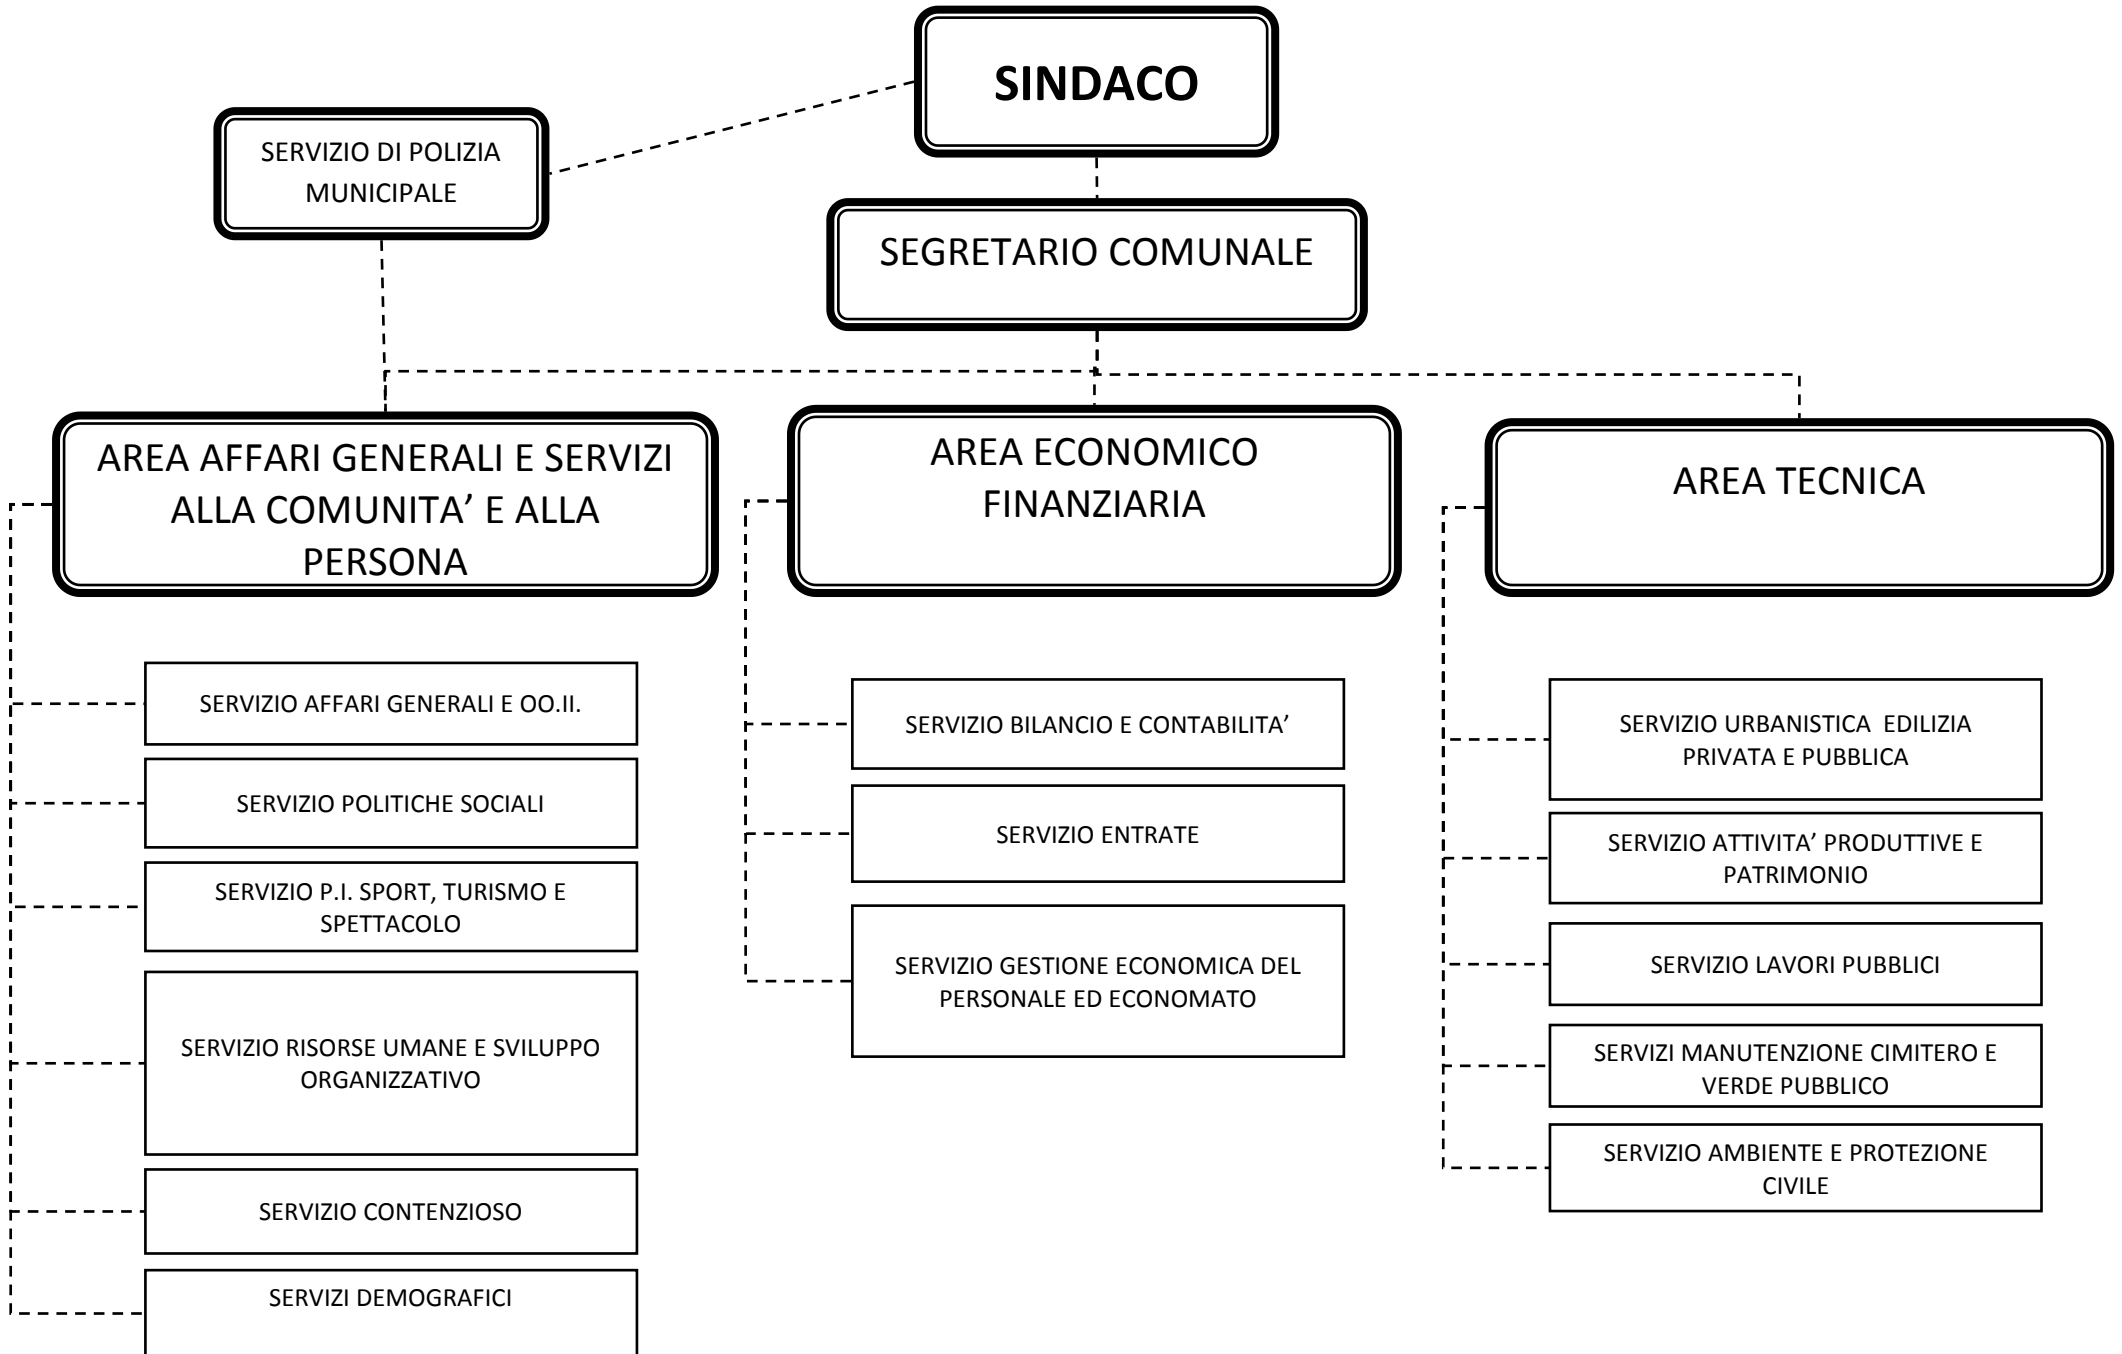 SINDACO
SERVIZIO DI POLIZIA
MUNICIPALE
SEGRETARIO COMUNALE
AREA AFFARI GENERALI E SERVIZI
ALLA COMUNITA’ E ALLA
PERSONA
AREA ECONOMICO
FINANZIARIA
AREA TECNICA
SERVIZIO AFFARI GENERALI E OO.II.
SERVIZIO POLITICHE SOCIALI
SERVIZIO P.I. SPORT, TURISMO E
SPETTACOLO
SERVIZIO RISORSE UMANE E SVILUPPO
ORGANIZZATIVO
SERVIZIO CONTENZIOSO
SERVIZI DEMOGRAFICI
SERVIZIO BILANCIO E CONTABILITA’
SERVIZIO ENTRATE
SERVIZIO GESTIONE ECONOMICA DEL
PERSONALE ED ECONOMATO
SERVIZIO URBANISTICA  EDILIZIA
PRIVATA E PUBBLICA
SERVIZIO ATTIVITA’ PRODUTTIVE E
PATRIMONIO
SERVIZIO LAVORI PUBBLICI
SERVIZI MANUTENZIONE CIMITERO E
VERDE PUBBLICO
SERVIZIO AMBIENTE E PROTEZIONE
CIVILE